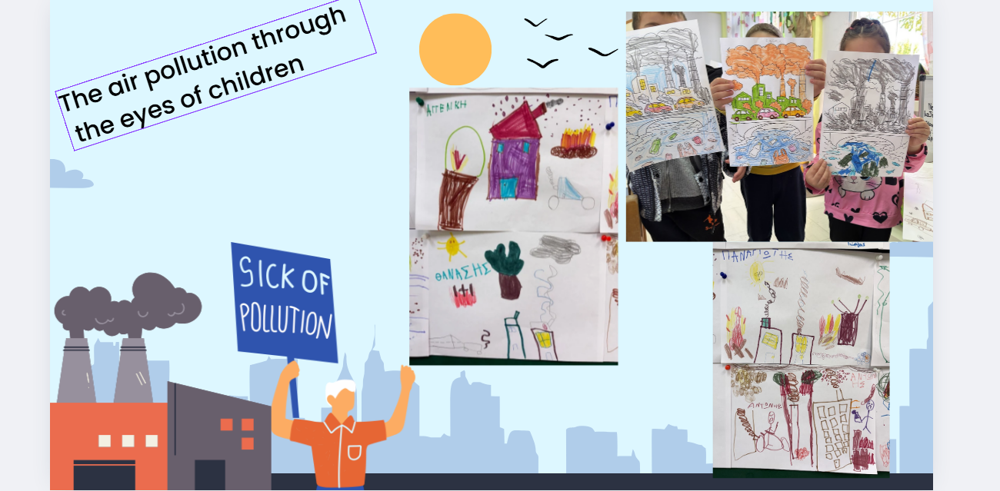 The air pollution through
the eyes of children
SICK OF
POLLUTION
ΑΓΓΕΛΙΚΗ
ΘΑΝΑΣΗΣ
ΠΑΝΑΓΙΩΤΗΣ
ΑΝΤΩΝΗΣ